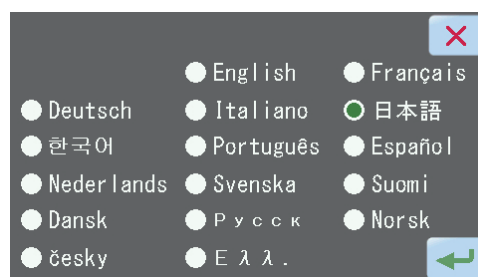 English Français
Deutsch Italiano 日本語
한국어 Português Español
Nederlands Svenska Suomi
Dansk Русск Norsk
česky Ελλ.